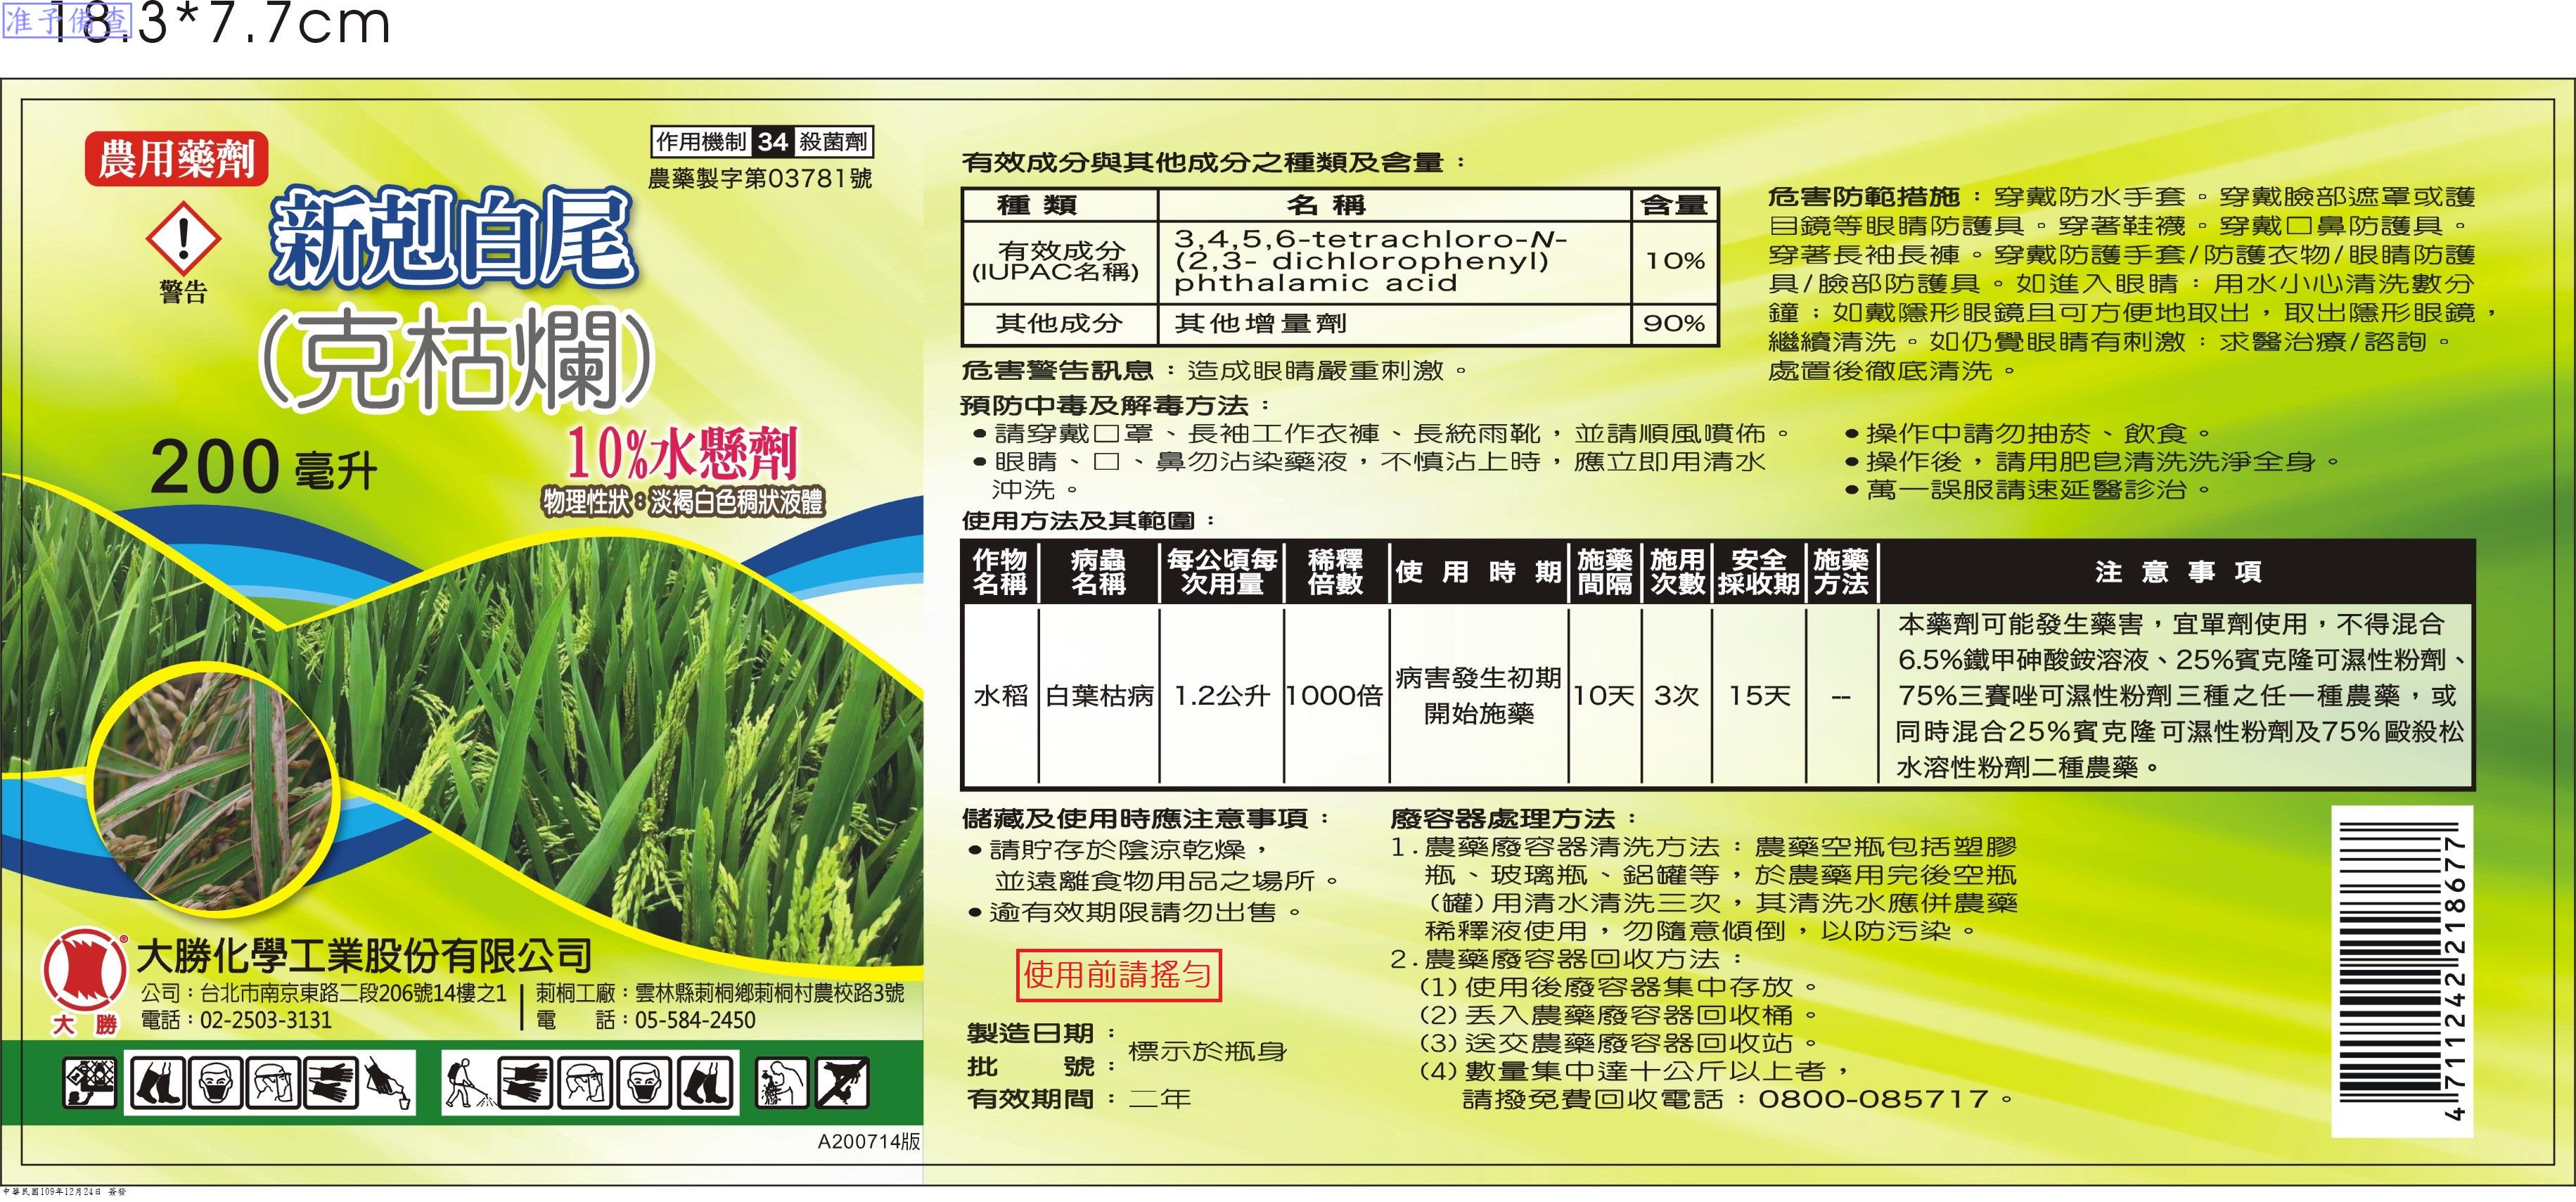 准予備查
18.3*7.7cm
農用藥劑
作用機制 34 殺菌劑
農藥製字第03781號
警告
新剋白尾
(克枯爛)
200 毫升
10%水懸劑
物理性狀：淡褐白色稠狀液體
大勝化學工業股份有限公司
公司：台北市南京東路二段206號14樓之1
電話：02-2503-3131
莿桐工廠：雲林縣莿桐鄉莿桐村農校路3號
電 話：05-584-2450
®
大 勝
A200714版
有效成分與其他成分之種類及含量：
種 類 名 稱 含量
有效成分
(IUPAC名稱)
3,4,5,6-tetrachloro-N-
(2,3- dichlorophenyl)
phthalamic acid
10%
其他成分 其他增量劑 90%
危害警告訊息：造成眼睛嚴重刺激。
危害防範措施：穿戴防水手套。穿戴臉部遮罩或護
目鏡等眼睛防護具。穿著鞋襪。穿戴口鼻防護具。
穿著長袖長褲。穿戴防護手套/防護衣物/眼睛防護
具/臉部防護具。如進入眼睛：用水小心清洗數分
鐘；如戴隱形眼鏡且可方便地取出，取出隱形眼鏡，
繼續清洗。如仍覺眼睛有刺激：求醫治療/諮詢。
處置後徹底清洗。
預防中毒及解毒方法：
•請穿戴口罩、長袖工作衣褲、長統雨靴，並請順風噴佈。
•眼睛、口、鼻勿沾染藥液，不慎沾上時，應立即用清水
沖洗。
•操作中請勿抽菸、飲食。
•操作後，請用肥皂清洗洗淨全身。
•萬一誤服請速延醫診治。
使用方法及其範圍：
作物名稱 病蟲名稱 每公頃每次用量 稀釋倍數 使用時期 施藥間隔 施用次數 安全採收期 施藥方法 注意事項
水稻 白葉枯病 1.2公升 1000倍 病害發生初期開始施藥 10天 3次 15天 --
本藥劑可能發生藥害，宜單劑使用，不得混合
6.5%鐵甲砷酸銨溶液、25%賓克隆可濕性粉劑、
75%三賽唑可濕性粉劑三種之任一種農藥，或
同時混合25%賓克隆可濕性粉劑及75%毆殺松
水溶性粉劑二種農藥。
儲藏及使用時應注意事項：
•請貯存於陰涼乾燥，
並遠離食物用品之場所。
•逾有效期限請勿出售。
使用前請搖勻
製造日期：
批 號：
標示於瓶身
有效期間：二年
廢容器處理方法：
1.農藥廢容器清洗方法：農藥空瓶包括塑膠
瓶、玻璃瓶、鋁罐等，於農藥用完後空瓶
(罐)用清水清洗三次，其清洗水應併農藥
稀釋液使用，勿隨意傾倒，以防污染。
2.農藥廢容器回收方法：
(1)使用後廢容器集中存放。
(2)丟入農藥廢容器回收桶。
(3)送交農藥廢容器回收站。
(4)數量集中達十公斤以上者，
請撥免費回收電話：0800-085717。
4 711242 218677
中華民國109年12月24日 簽發